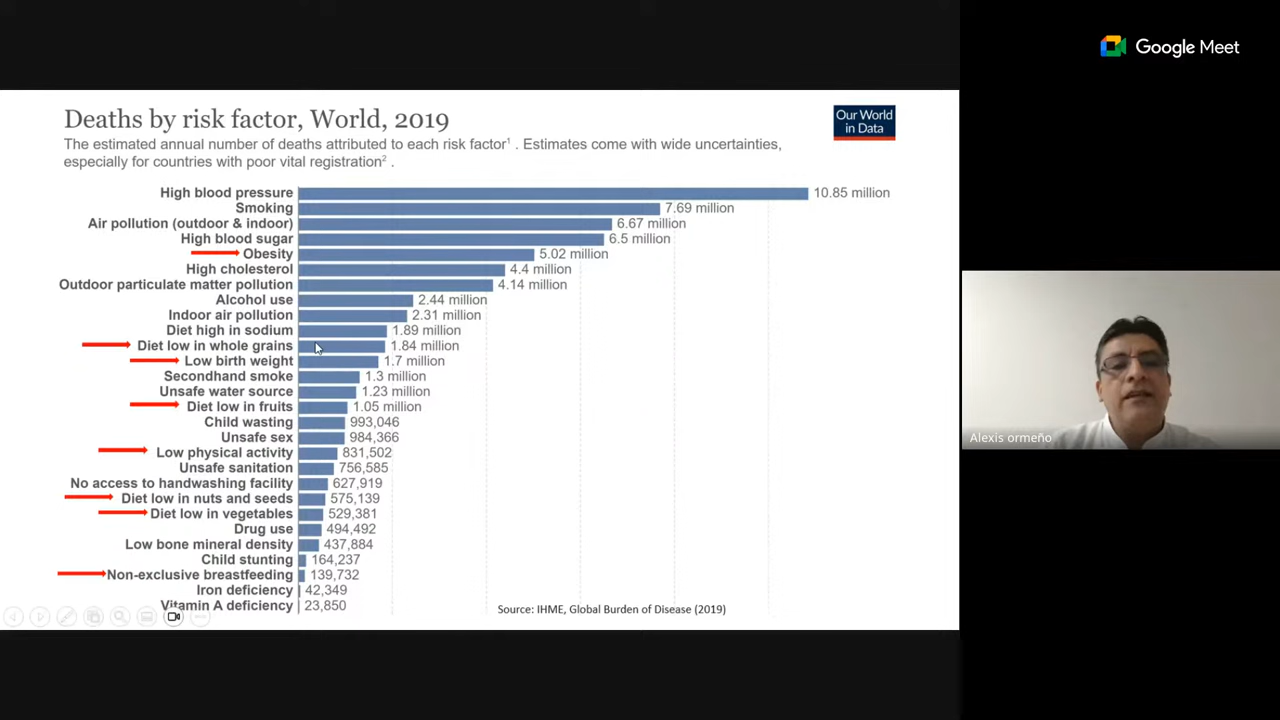 Google Meet
Deaths by risk factor, World, 2019
Our World
in Data
The estimated annual number of deaths attributed to each risk factor¹ . Estimates come with wide uncertainties,
especially for countries with poor vital registration² .
High blood pressure 10.85 million
Smoking 7.69 million
Air pollution (outdoor & indoor) 6.67 million
High blood sugar 6.5 million
Obesity 5.02 million
High cholesterol 4.4 million
Outdoor particulate matter pollution 4.14 million
Alcohol use 2.44 million
Indoor air pollution 2.31 million
Diet high in sodium 1.89 million
Diet low in whole grains 1.84 million
Low birth weight 1.7 million
Secondhand smoke 1.3 million
Unsafe water source 1.23 million
Diet low in fruits 1.05 million
Child wasting 993,046
Unsafe sex 984,366
Low physical activity 831,502
Unsafe sanitation 756,585
No access to handwashing facility 627,919
Diet low in nuts and seeds 575,139
Diet low in vegetables 529,381
Drug use 494,492
Low bone mineral density 437,884
Child stunting 164,237
Non-exclusive breastfeeding 139,732
Iron deficiency 42,349
Vitamin A deficiency 23,850
Source: IHME, Global Burden of Disease (2019)
Alexis ormeño